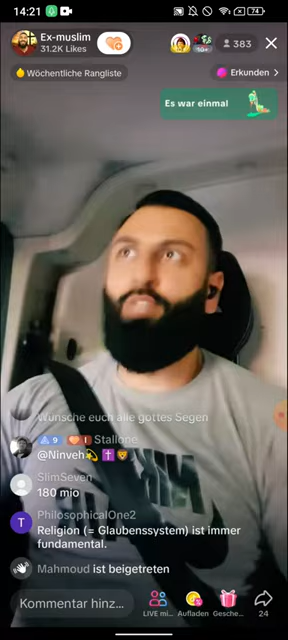 14:21
74
Ex-muslim
31.2K Likes
10+
383
Wöchentliche Rangliste
Erkunden >
Es war einmal
Wünsche euch alle gottes Segen
9
Stallone
@Ninveh💫✝️🦁
SlimSeven
180 mio
T
PhilosophicalOne2
Religion (= Glaubenssystem) ist immer
fundamental.
Mahmoud ist beigetreten
Kommentar hinz...
LIVE mi...
Aufladen
Gesche...
24